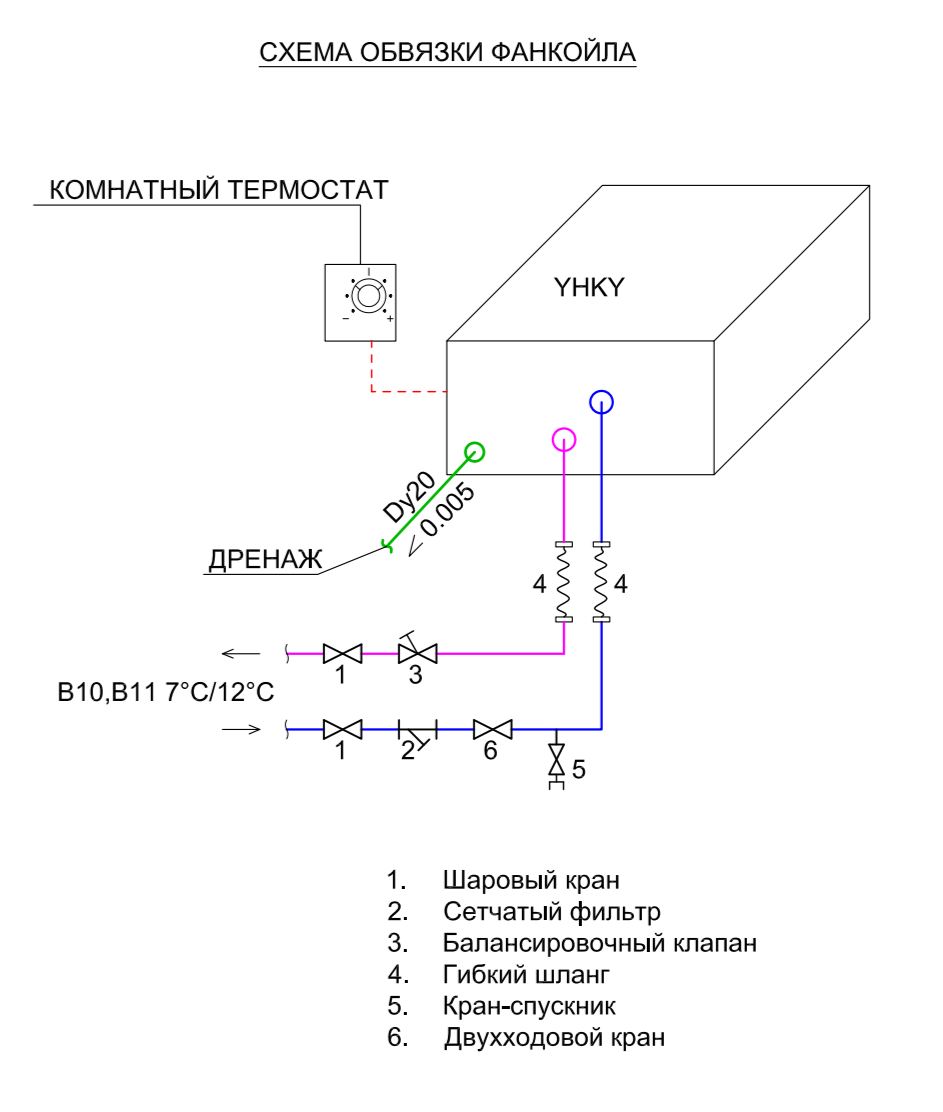 СХЕМА ОБВЯЗКИ ФАНКОЙЛА
КОМНАТНЫЙ ТЕРМОСТАТ
YHKY
- +
Dy20
< 0.005
ДРЕНАЖ
4 4
1 3
В10,В11 7°C/12°C
1 2 6
5
1. Шаровый кран
2. Сетчатый фильтр
3. Балансировочный клапан
4. Гибкий шланг
5. Кран-спускник
6. Двухходовой кран